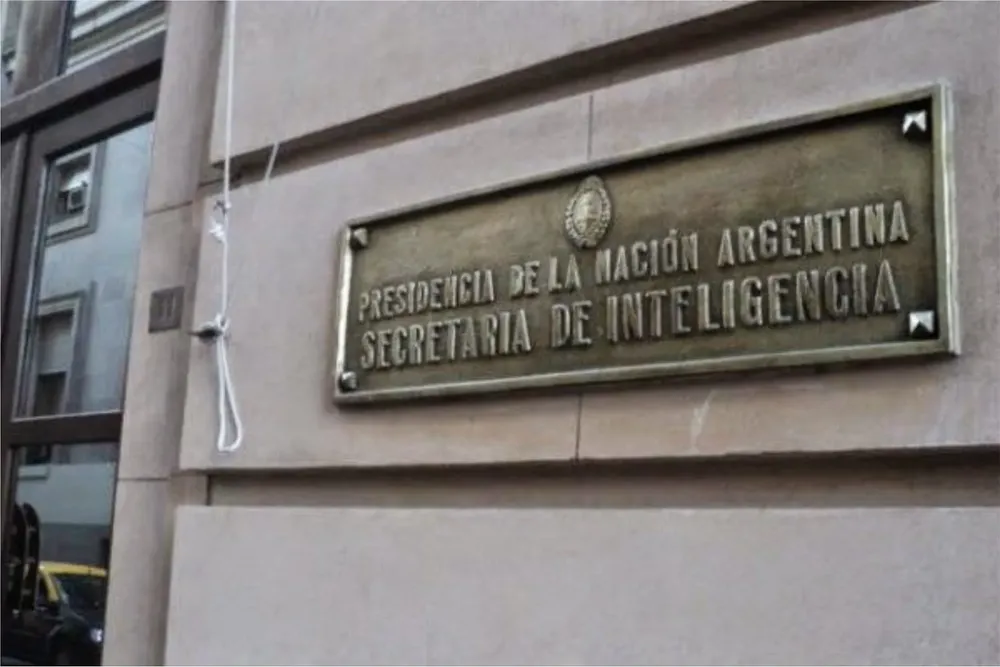 PRESIDENCIA DE LA NACIÓN ARGENTINA
SECRETARIA DE INTELIGENCIA